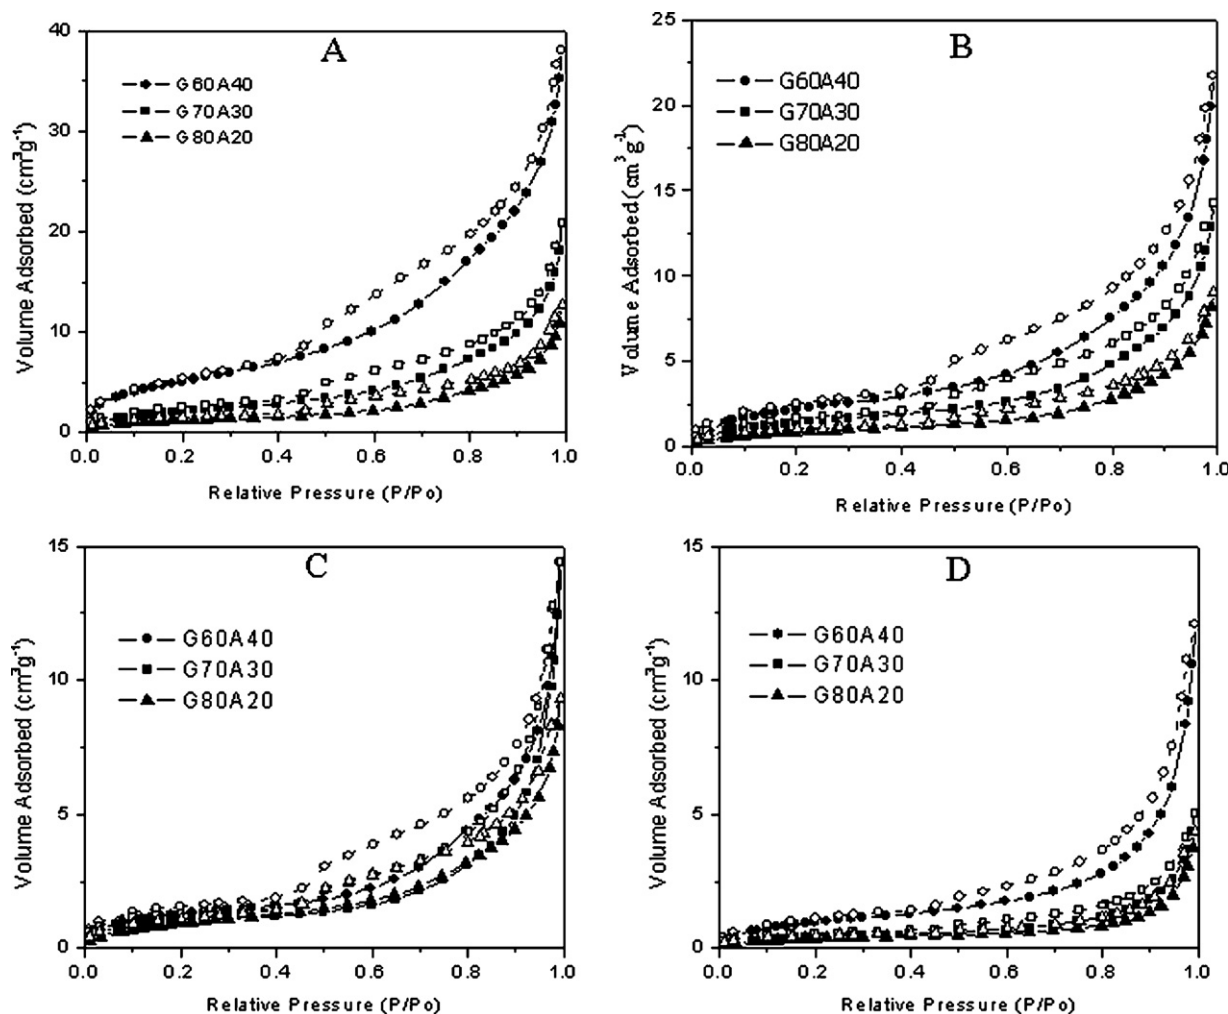 A
G60A40
G70A30
G80A20
Volume Adsorbed (cm³g⁻¹)
40
30
20
10
0
0.0 0.2 0.4 0.6 0.8 1.0
Relative Pressure (P/Po)
B
G60A40
G70A30
G80A20
Volume Adsorbed (cm³g⁻¹)
25
20
15
10
5
0
0.0 0.2 0.4 0.6 0.8 1.0
Relative Pressure (P/Po)
C
G60A40
G70A30
G80A20
Volume Adsorbed (cm³g⁻¹)
15
10
5
0
0.0 0.2 0.4 0.6 0.8 1.0
Relative Pressure (P/Po)
D
G60A40
G70A30
G80A20
Volume Adsorbed (cm³g⁻¹)
15
10
5
0
0.0 0.2 0.4 0.6 0.8 1.0
Relative Pressure (P/Po)